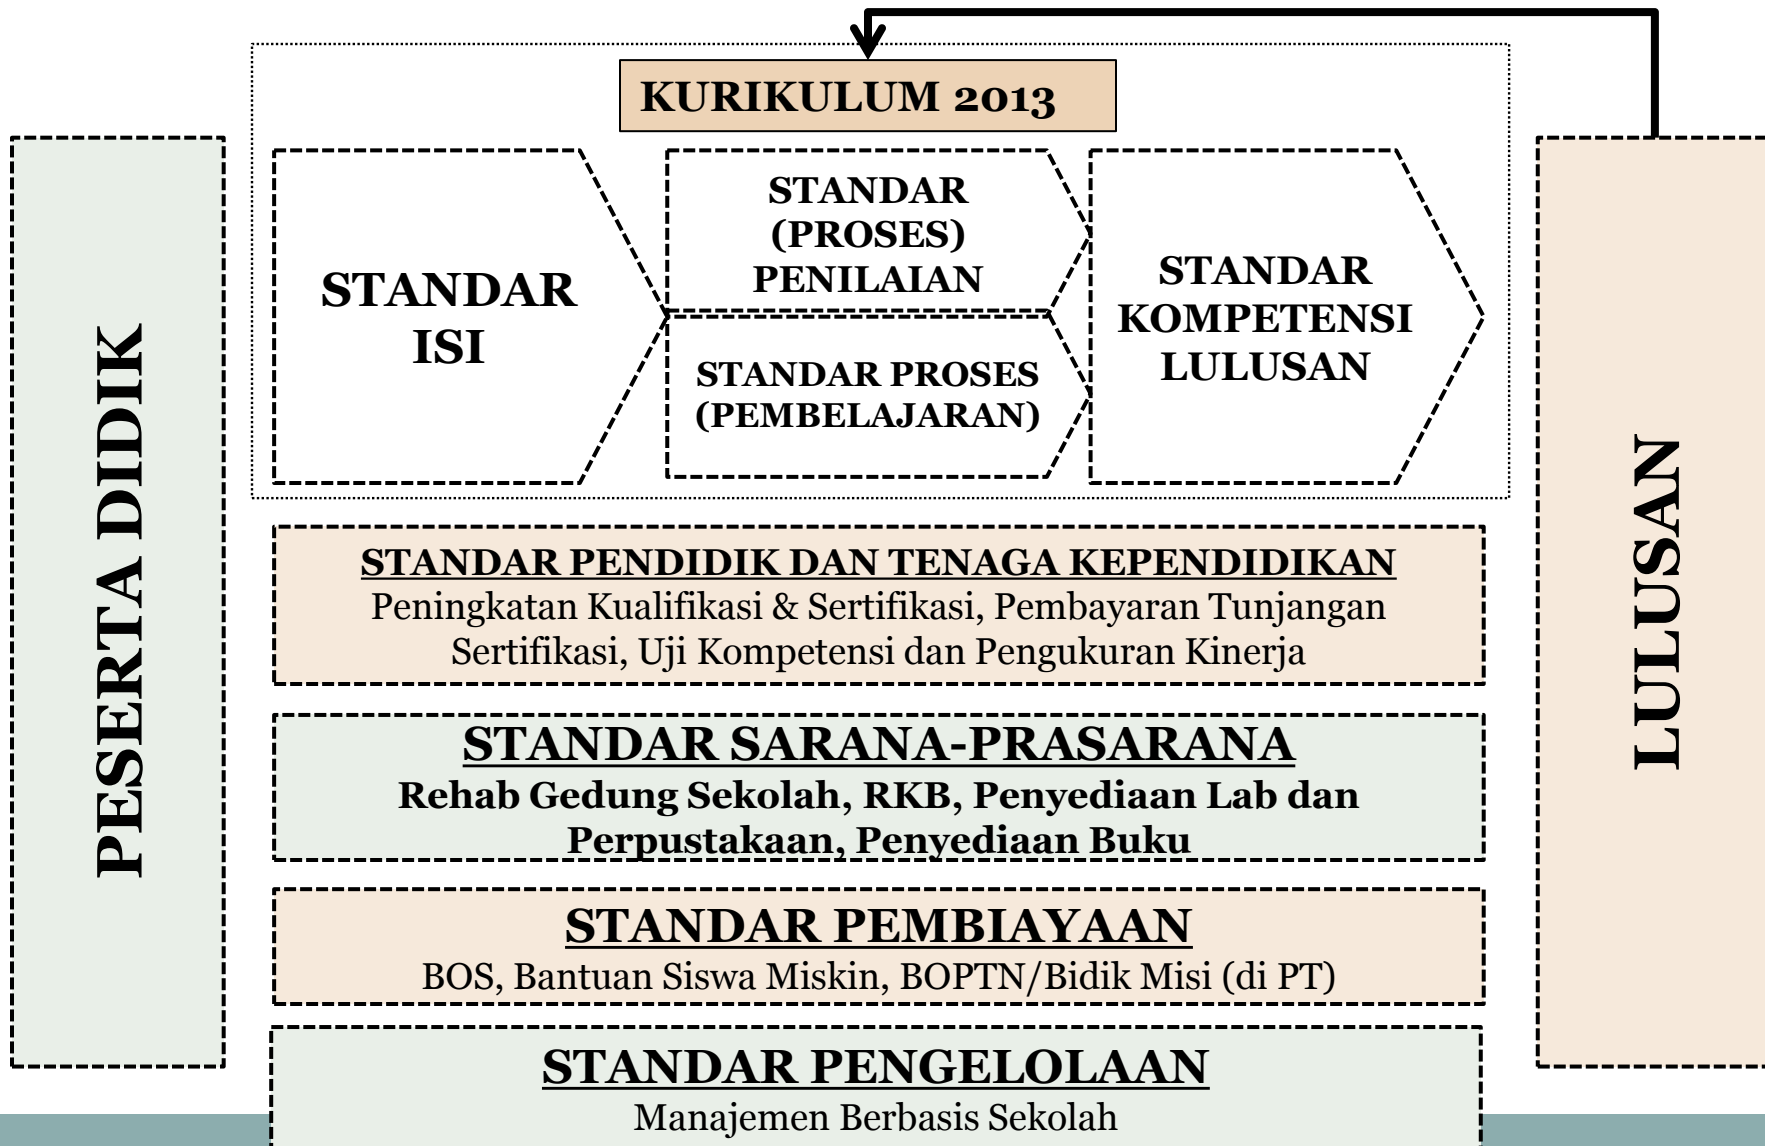 KURIKULUM 2013
PESERTA DIDIK
STANDAR
ISI
STANDAR
(PROSES)
PENILAIAN
STANDAR PROSES
(PEMBELAJARAN)
STANDAR
KOMPETENSI
LULUSAN
LULUSAN
STANDAR PENDIDIK DAN TENAGA KEPENDIDIKAN
Peningkatan Kualifikasi & Sertifikasi, Pembayaran Tunjangan
Sertifikasi, Uji Kompetensi dan Pengukuran Kinerja
STANDAR SARANA-PRASARANA
Rehab Gedung Sekolah, RKB, Penyediaan Lab dan
Perpustakaan, Penyediaan Buku
STANDAR PEMBIAYAAN
BOS, Bantuan Siswa Miskin, BOPTN/Bidik Misi (di PT)
STANDAR PENGELOLAAN
Manajemen Berbasis Sekolah